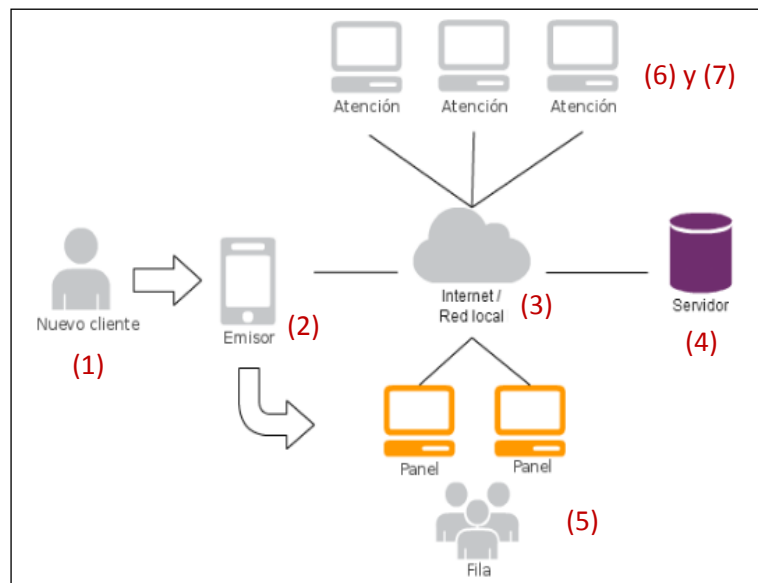 (6) y (7)
Atención
Atención
Atención
Nuevo cliente
(1)
Emisor
(2)
Internet /
Red local
(3)
Servidor
(4)
Panel
Panel
(5)
Fila